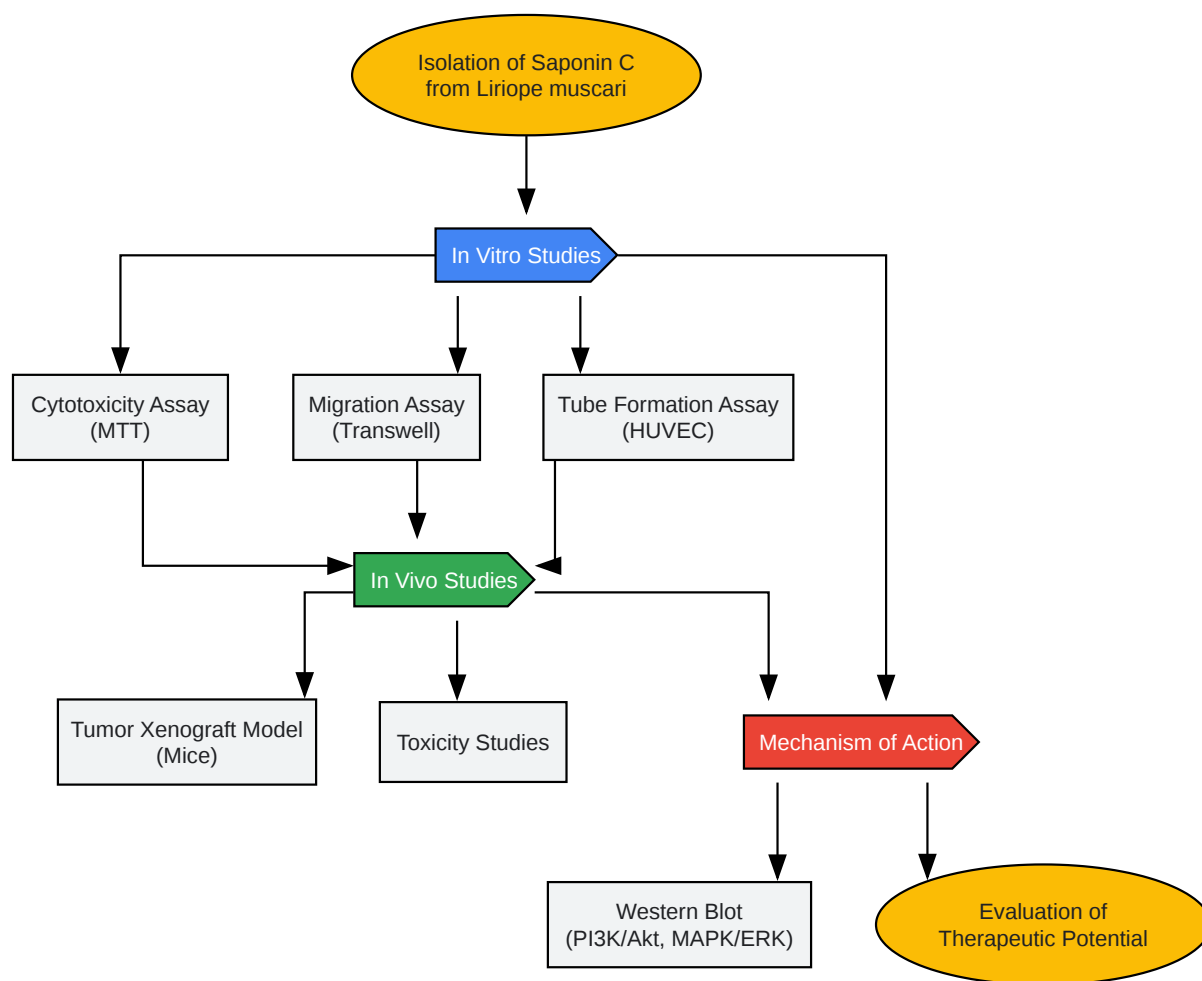 Isolation of Saponin C
from Liriope muscari
In Vitro Studies
Cytotoxicity Assay
(MTT)
Migration Assay
(Transwell)
Tube Formation Assay
(HUVEC)
In Vivo Studies
Tumor Xenograft Model
(Mice)
Toxicity Studies
Mechanism of Action
Western Blot
(PI3K/Akt, MAPK/ERK)
Evaluation of
Therapeutic Potential